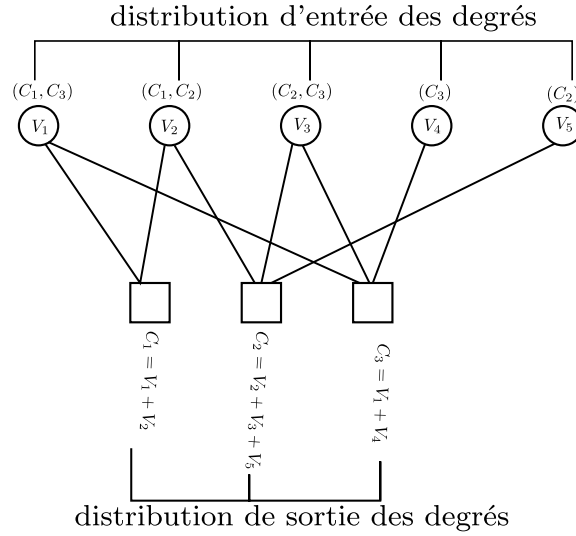 distribution d'entrée des degrés
(C₁, C₃) (C₁, C₂) (C₂, C₃) (C₃) (C₂)
V₁ V₂ V₃ V₄ V₅
C₁ = V₁ + V₂
C₂ = V₂ + V₃ + V₅
C₃ = V₁ + V₄
distribution de sortie des degrés